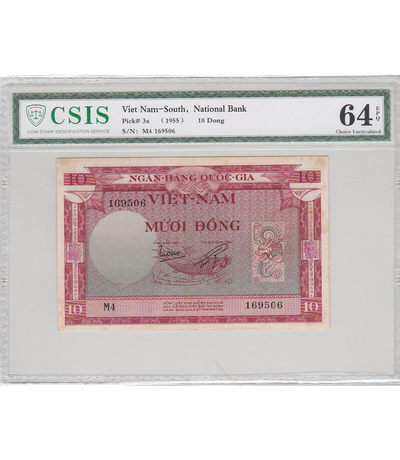 CSIS
COIN STAMP IDENTIFICATION SERVICE
Viet Nam-South, National Bank
Pick# 3a (1955) 10 Dong
S/N: M4 169506
64 EPQ
Choice Uncirculated
10 NGÂN-HÀNG QUỐC-GIA 10
VIỆT-NAM
169506
MƯỜI ĐỒNG
M4 169506
10 10